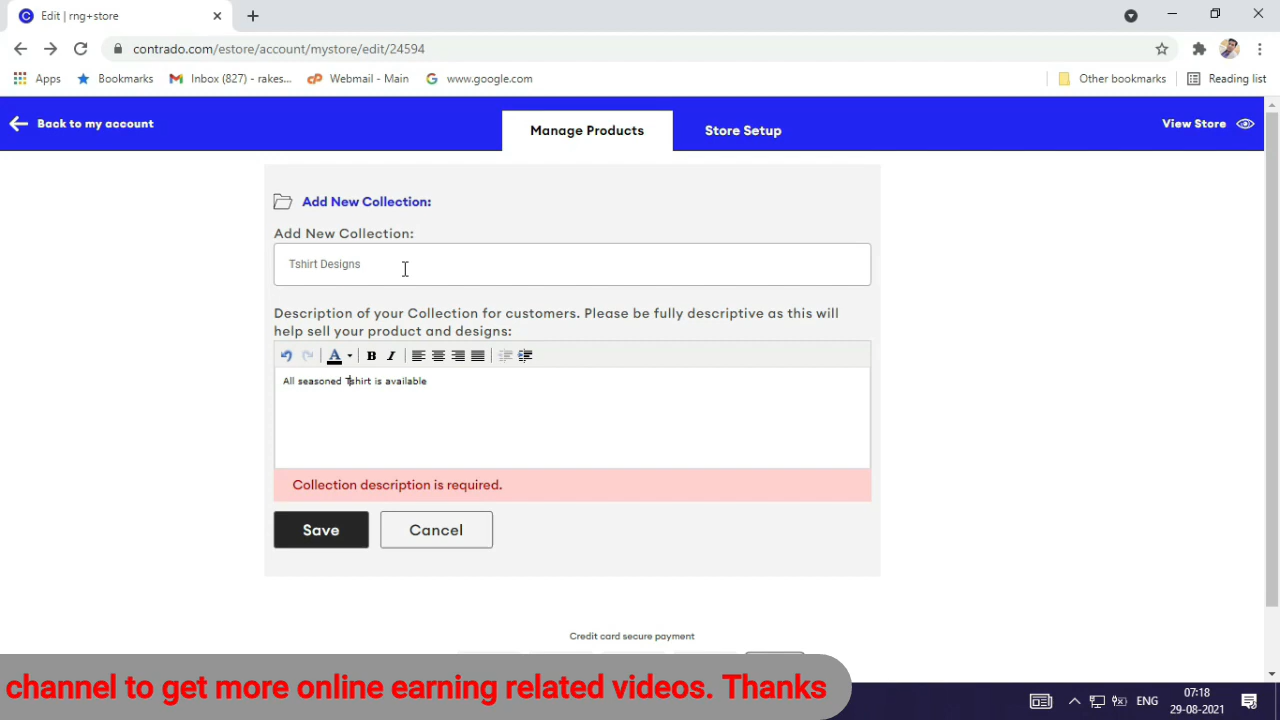 Edit | rng+store
contrado.com/estore/account/mystore/edit/24594
Apps Bookmarks Inbox (827) - rakes... Webmail - Main www.google.com Other bookmarks Reading list
Back to my account Manage Products Store Setup View Store
Add New Collection:
Add New Collection:
Tshirt Designs
Description of your Collection for customers. Please be fully descriptive as this will
help sell your product and designs:
A B I
All seasoned Tshirt is available
Collection description is required.
Save Cancel
Credit card secure payment
channel to get more online earning related videos. Thanks
ENG 07:18
29-08-2021